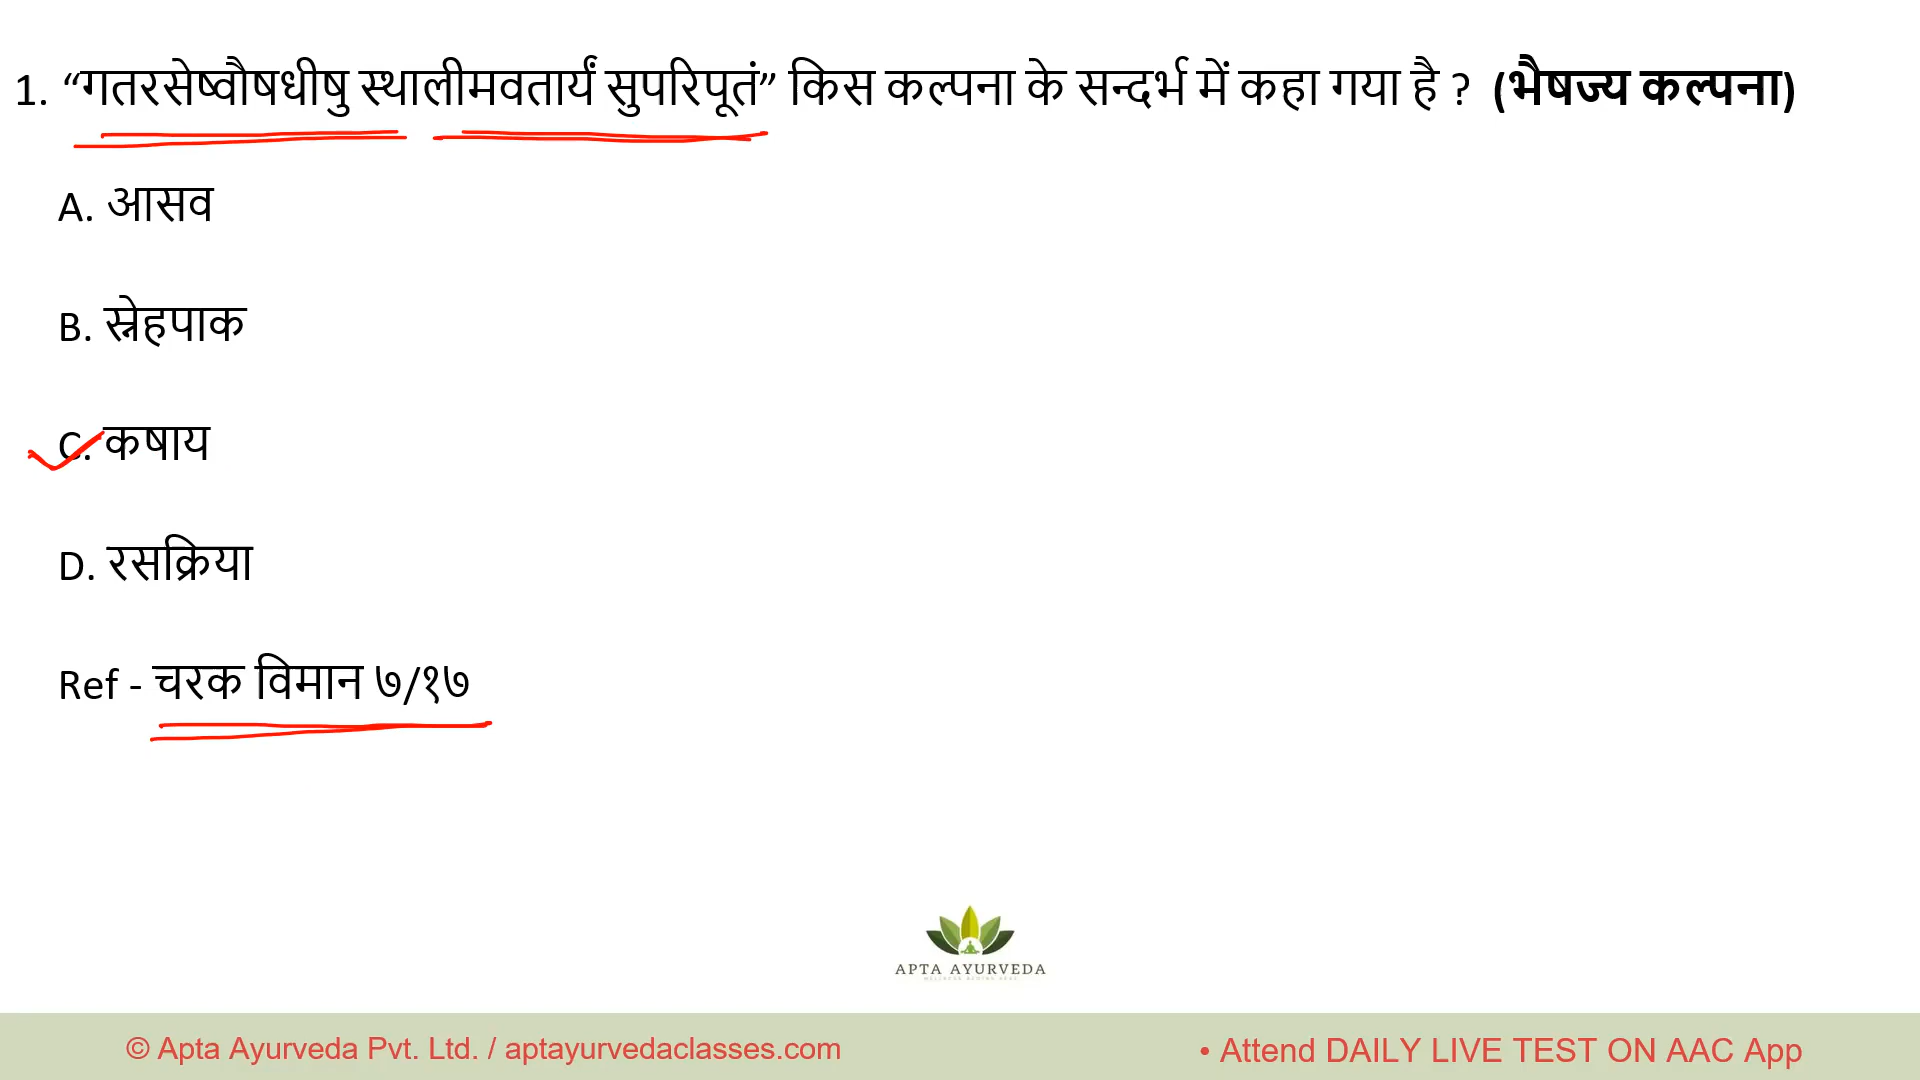 1. “गतरसेष्वौषधीषु स्थालीमवतार्यं सुपरिपूतं” किस कल्पना के सन्दर्भ में कहा गया है ? (भैषज्य कल्पना)
A. आसव
B. स्नेहपाक
C. कषाय
D. रसक्रिया
Ref - चरक विमान ७/१७
APTA AYURVEDA
© Apta Ayurveda Pvt. Ltd. / aptayurvedaclasses.com
• Attend DAILY LIVE TEST ON AAC App